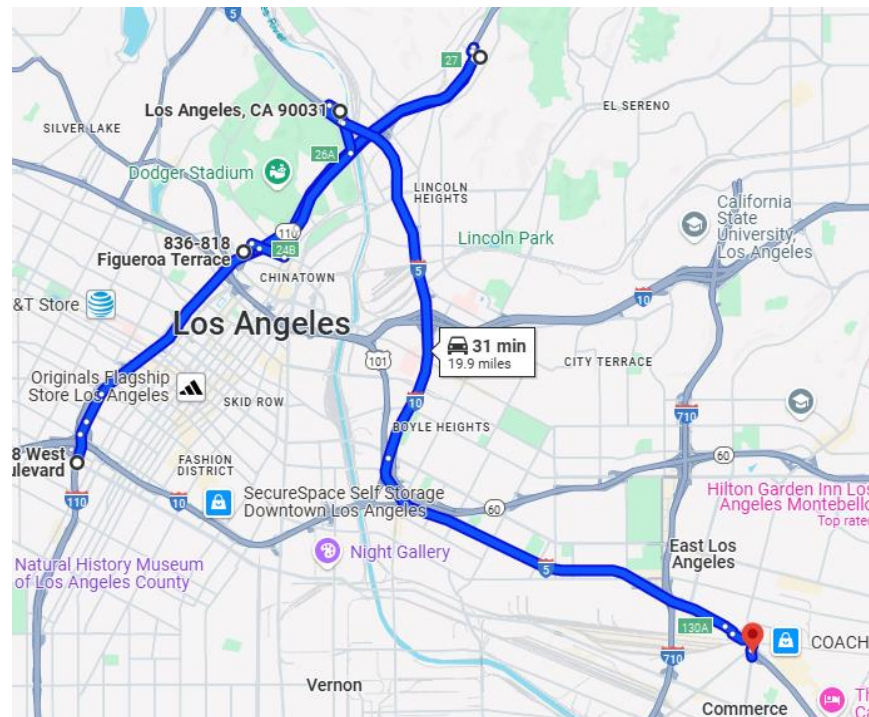 5
27
Los Angeles, CA 90031
EL SERENO
SILVER LAKE
26A
Dodger Stadium
LINCOLN
HEIGHTS
California
State
University,
Los Angeles
110
836-818
Figueroa Terrace
24B
Lincoln Park
CHINATOWN
5
10
&T Store
Los Angeles
101
31 min
19.9 miles
CITY TERRACE
Originals Flagship
Store Los Angeles
SKID ROW
10
710
BOYLE HEIGHTS
8 West
ulevard
FASHION
DISTRICT
60
110
10
SecureSpace Self Storage
Downtown Los Angeles
60
Hilton Garden Inn Los
Angeles Montebello
Top rate
Natural History Museum
of Los Angeles County
Night Gallery
East Los
Angeles
5
130A
COACH
710
Vernon
Commerce
Th
Ca